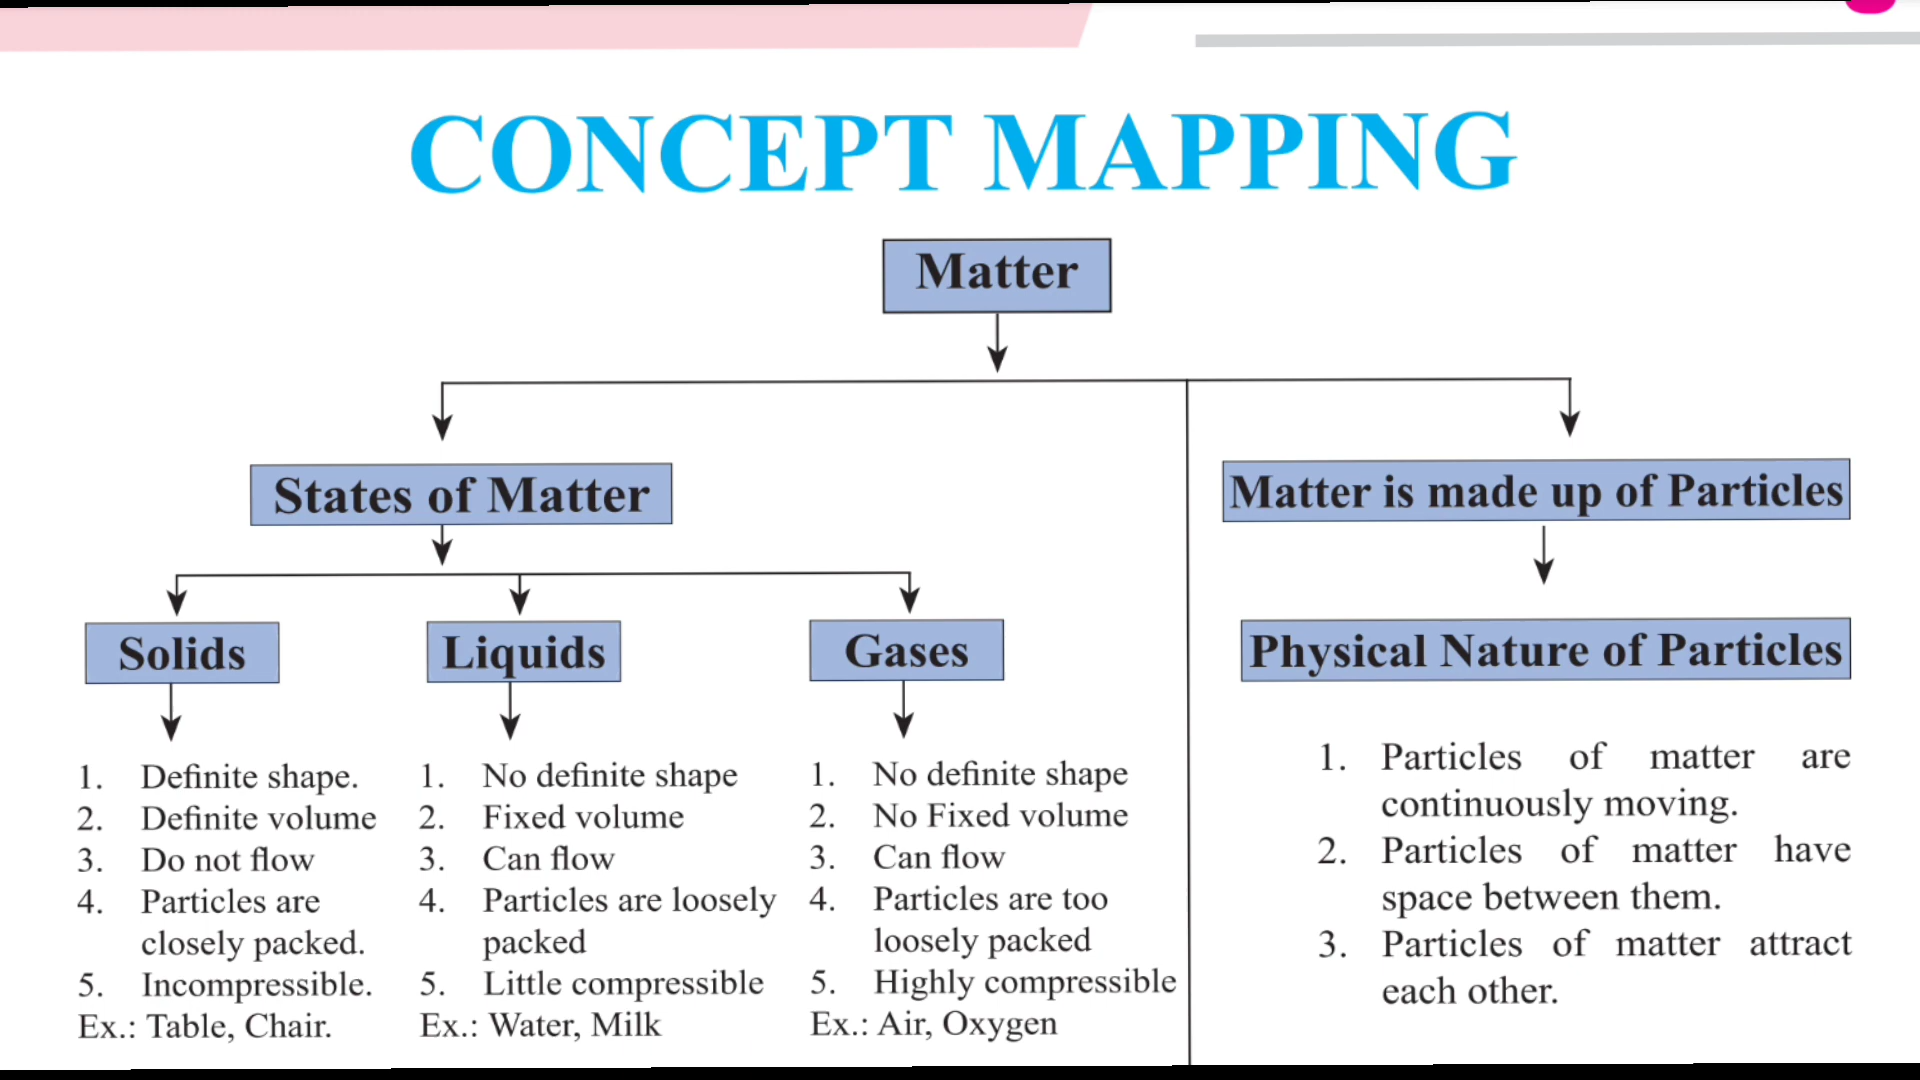 CONCEPT MAPPING
Matter
States of Matter
Matter is made up of Particles
Solids
Liquids
Gases
Physical Nature of Particles
1. Definite shape.
2. Definite volume
3. Do not flow
4. Particles are
closely packed.
5. Incompressible.
Ex.: Table, Chair.
1. No definite shape
2. Fixed volume
3. Can flow
4. Particles are loosely
packed
5. Little compressible
Ex.: Water, Milk
1. No definite shape
2. No Fixed volume
3. Can flow
4. Particles are too
loosely packed
5. Highly compressible
Ex.: Air, Oxygen
1. Particles of matter are
continuously moving.
2. Particles of matter have
space between them.
3. Particles of matter attract
each other.